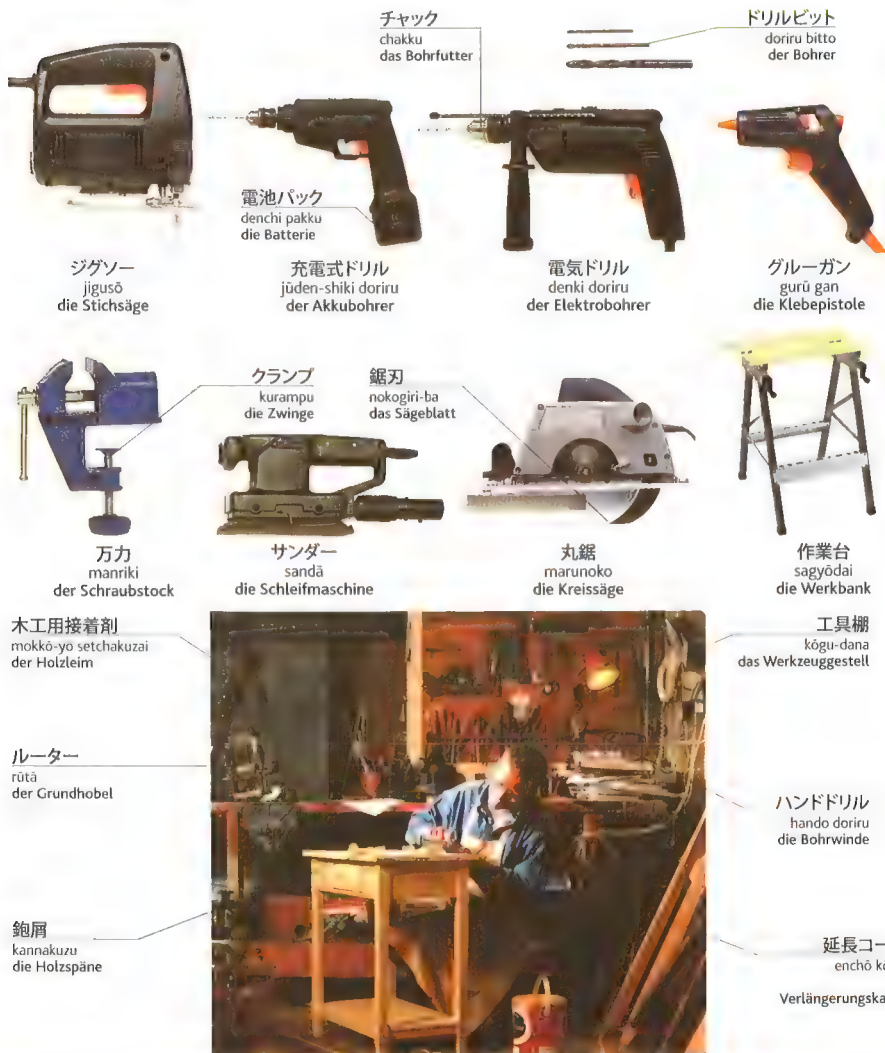 チャック
chakku
das Bohrfutter
ドリルビット
doriru bitto
der Bohrer
電池パック
denchi pakku
die Batterie
ジグソー
jigusō
die Stichsäge
充電式ドリル
jūden-shiki doriru
der Akkubohrer
電気ドリル
denki doriru
der Elektrobohrer
グルーガン
gurū gan
die Klebepistole
クランプ
kurampu
die Zwinge
鋸刃
nokogiri-ba
das Sägeblatt
万力
manriki
der Schraubstock
サンダー
sandā
die Schleifmaschine
丸鋸
marunoko
die Kreissäge
作業台
sagyōdai
die Werkbank
木工用接着剤
mokkō-yo setchakuzai
der Holzleim
工具棚
kōgu-dana
das Werkzeuggestell
ルーター
rūtā
der Grundhobel
ハンドドリル
hando doriru
die Bohrwinde
鉋屑
kannakuzu
die Holzspäne
延長コー
enchō
Verlängerungska